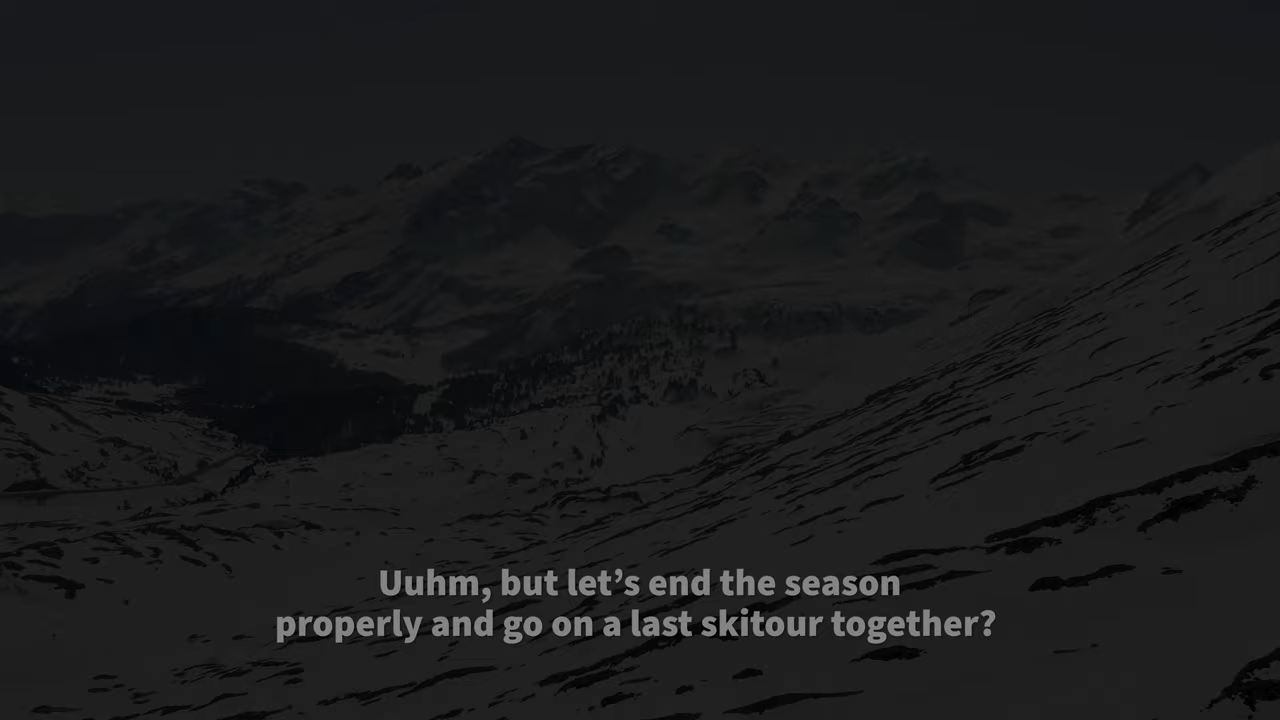 Uuhm, but let’s end the season
properly and go on a last skitour together?